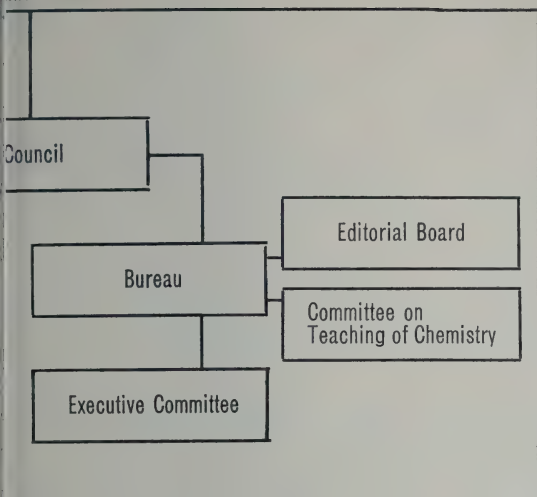 Council
Editorial Board
Bureau
Committee on
Teaching of Chemistry
Executive Committee